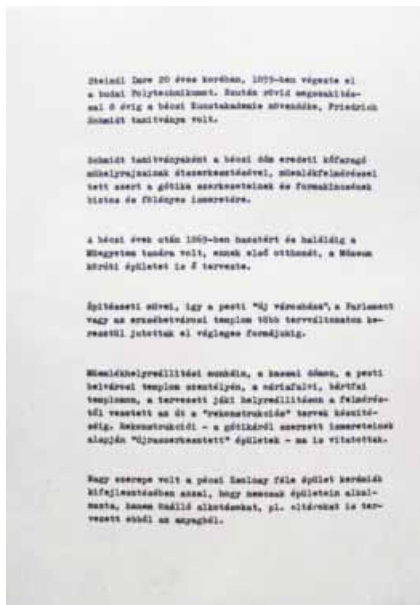 Steindl Imre 20 éves korában, 1859-ben végezte el
a budai Polytechnikumot. Ezután rövid megszakítás-
sal 8 évig a bécsi Kunstakademie növendéke, Friedrich
Schmidt tanítványa volt.
Schmidt tanítványaként a bécsi dóm eredeti kőfaragó
műhelyrajzainak átszerkesztésével, műemlékfelméréssel
tett szert a gótika szerkezeteinek és formakincsének
biztos és fölényes ismeretére.
A bécsi évek után 1869-ben hazatért és haláláig a
Műegyetem tanára volt, ennek első otthonát, a Múzeum
körúti épületet is ő tervezte.
Építészeti művei, így a pesti "új városháza", a Parlament
vagy az erzsébetvárosi templom több tervváltozaton ke-
resztül jutottak el végleges formájukig.
Műemlékhelyreállítási munkáin, a kassai dómon, a pesti
belvárosi templom szentélyén, a máriafalvi, bártfai
templomon, a tervezett jáki helyreállításon a felmérés-
től vezetett az út a "rekonstrukciós" tervek készíté-
séig. Rekonstrukciói - a gótikáról szerzett ismereteinek
alapján "újraszerkesztett" épületek - ma is vitatottak.
Nagy szerepe volt a pécsi Zsolnay féle épület kerámiák
kifejlesztésében azzal, hogy nemcsak épületein alkal-
mazta, hanem önálló alkotásokat, pl. oltárokat is ter-
vezett ebből az anyagból.